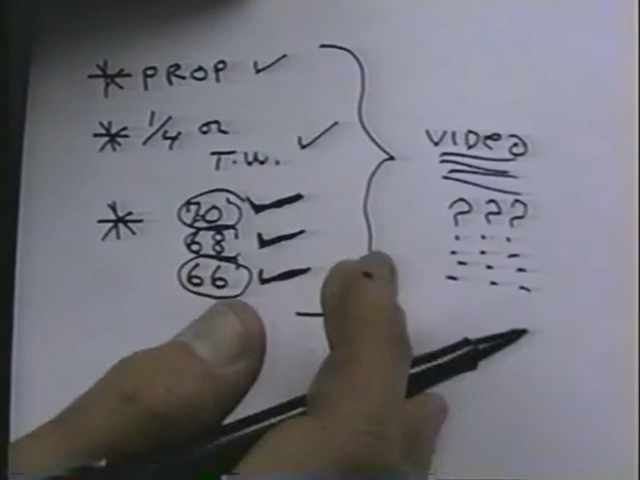 * PROP ✓
* 1/4 or
T.W. ✓
* 70 ✓
68 ✓
66 ✓
VIDEO
???